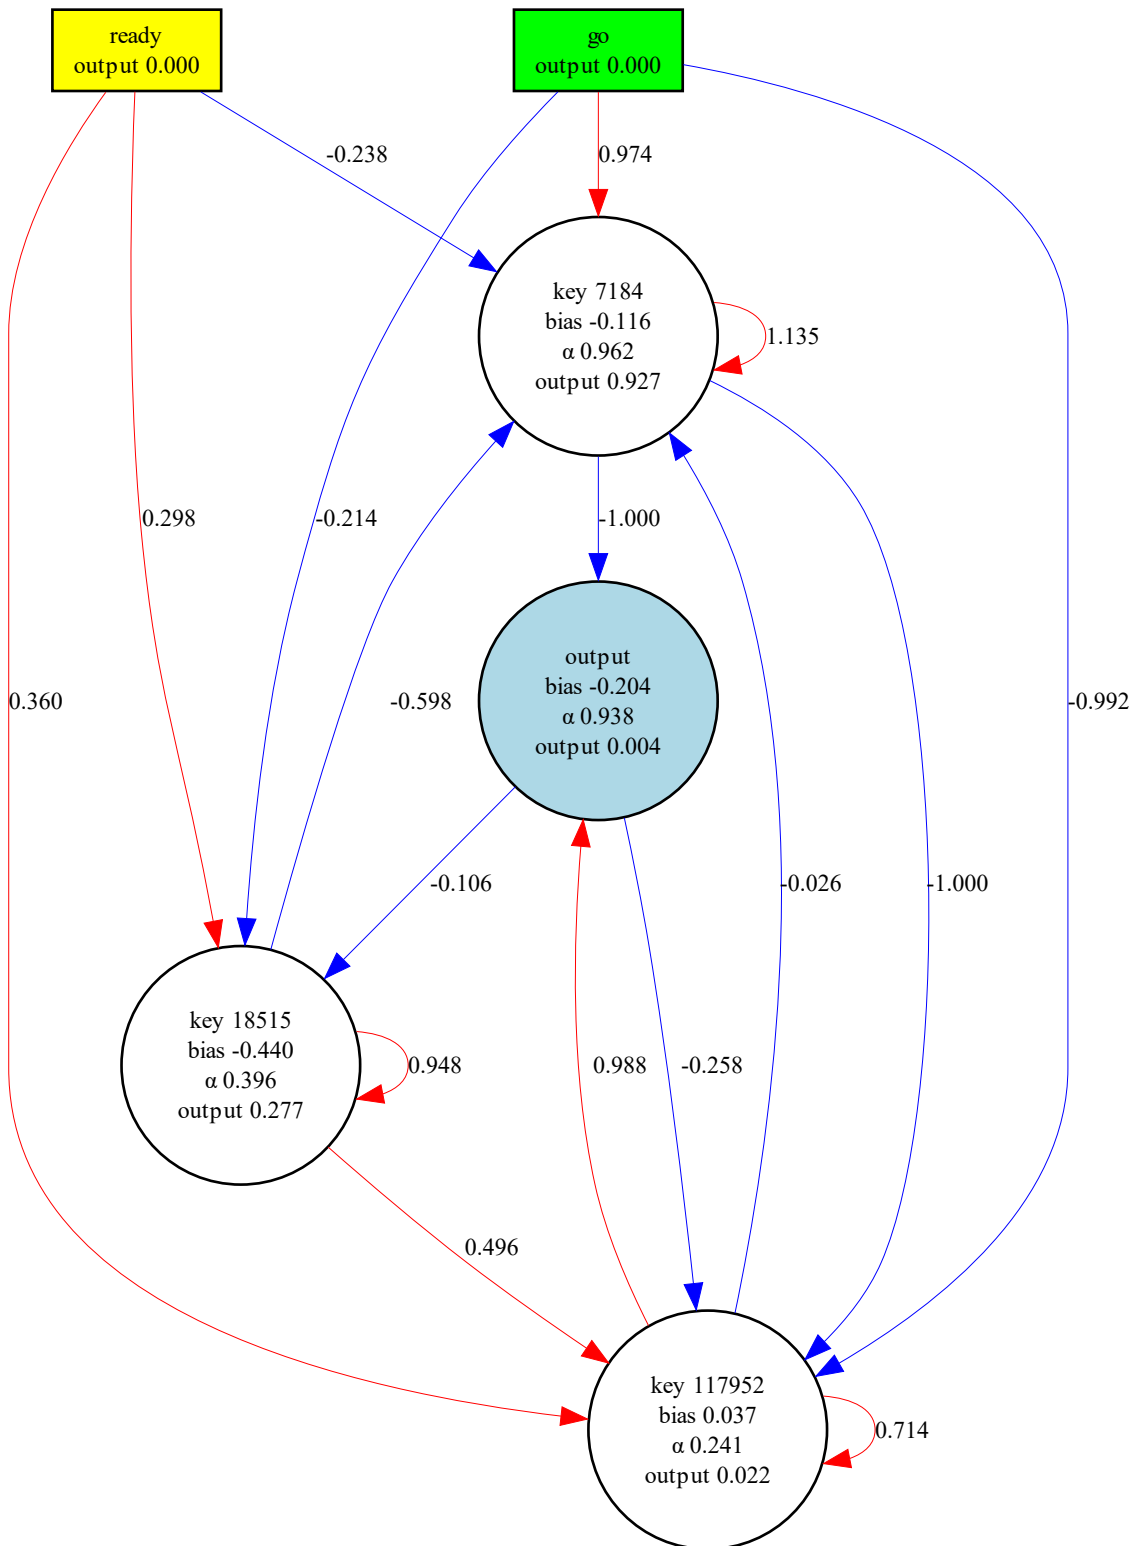 ready
output 0.000
go
output 0.000
-0.238
0.974
key 7184
bias -0.116
α 0.962
output 0.927
1.135
0.298
-0.214
-1.000
output
bias -0.204
α 0.938
output 0.004
0.360
-0.598
-0.992
-0.106
-0.026
-1.000
key 18515
bias -0.440
α 0.396
output 0.277
0.948
0.988
-0.258
0.496
key 117952
bias 0.037
α 0.241
output 0.022
0.714